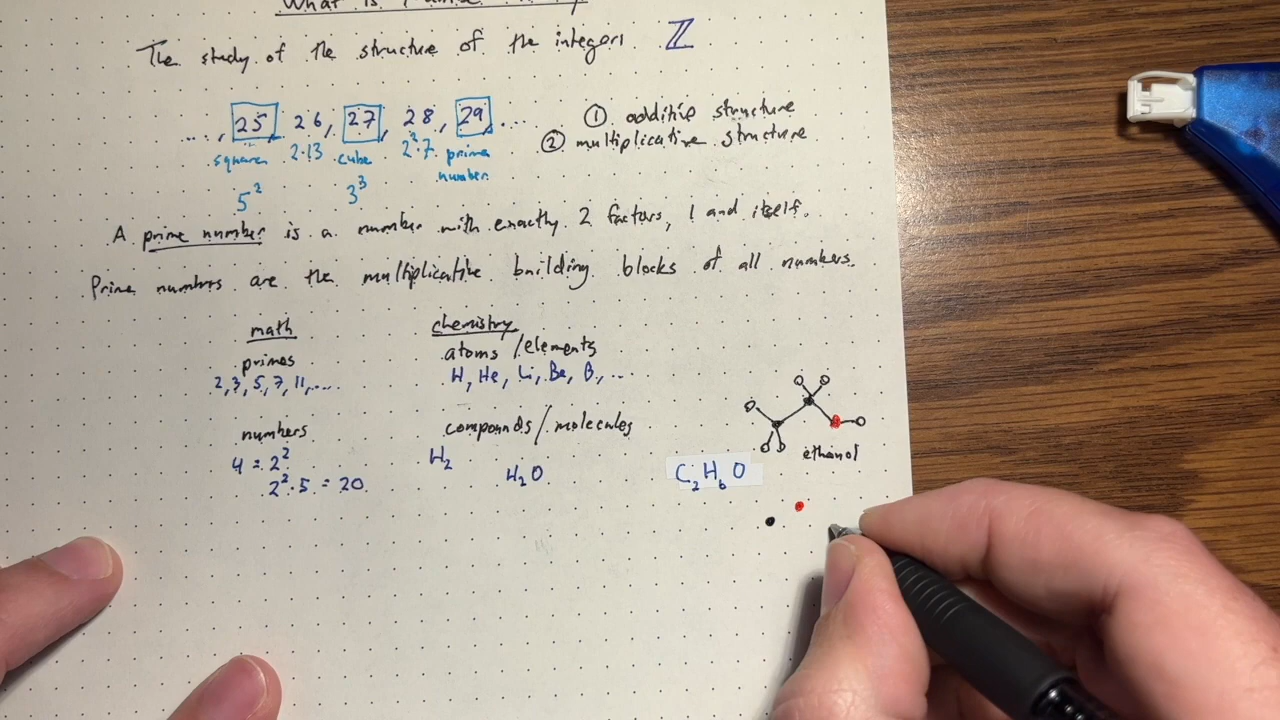 What is
The study of the structure of the integers ℤ
..., 25, 26, 27, 28, 29, ...
square 2·13 cube 2²·7 prime number
5² 3³
① additive structure
② multiplicative structure
A prime number is a number with exactly 2 factors, 1 and itself.
Prime numbers are the multiplicative building blocks of all numbers.
math
primes
2, 3, 5, 7, 11, ....
numbers
4 = 2²
2²·5 = 20
chemistry
atoms / elements
H, He, Li, Be, B, ...
compounds / molecules
H₂
H₂O
C₂H₆O
ethanol